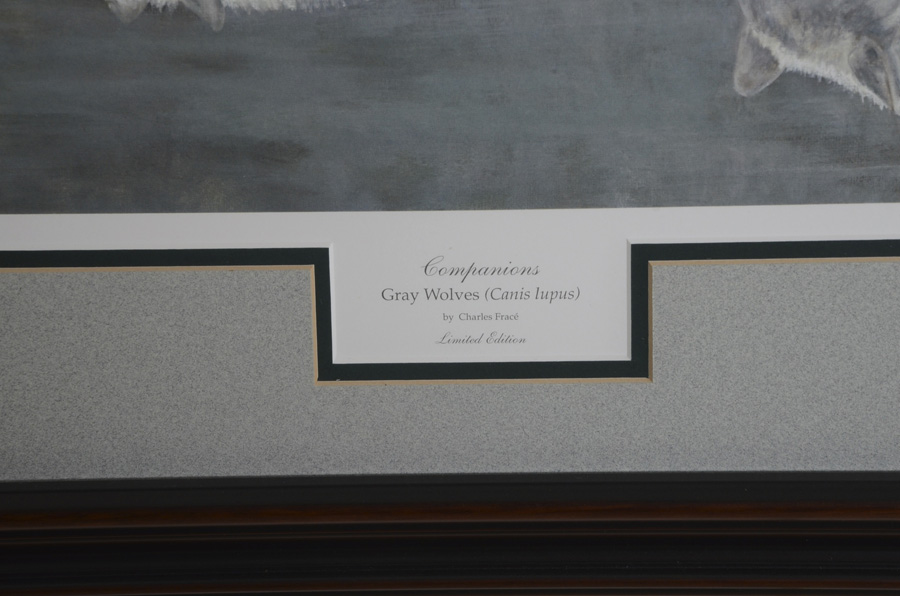 Companions
Gray Wolves (Canis lupus)
by Charles Fracé
Limited Edition